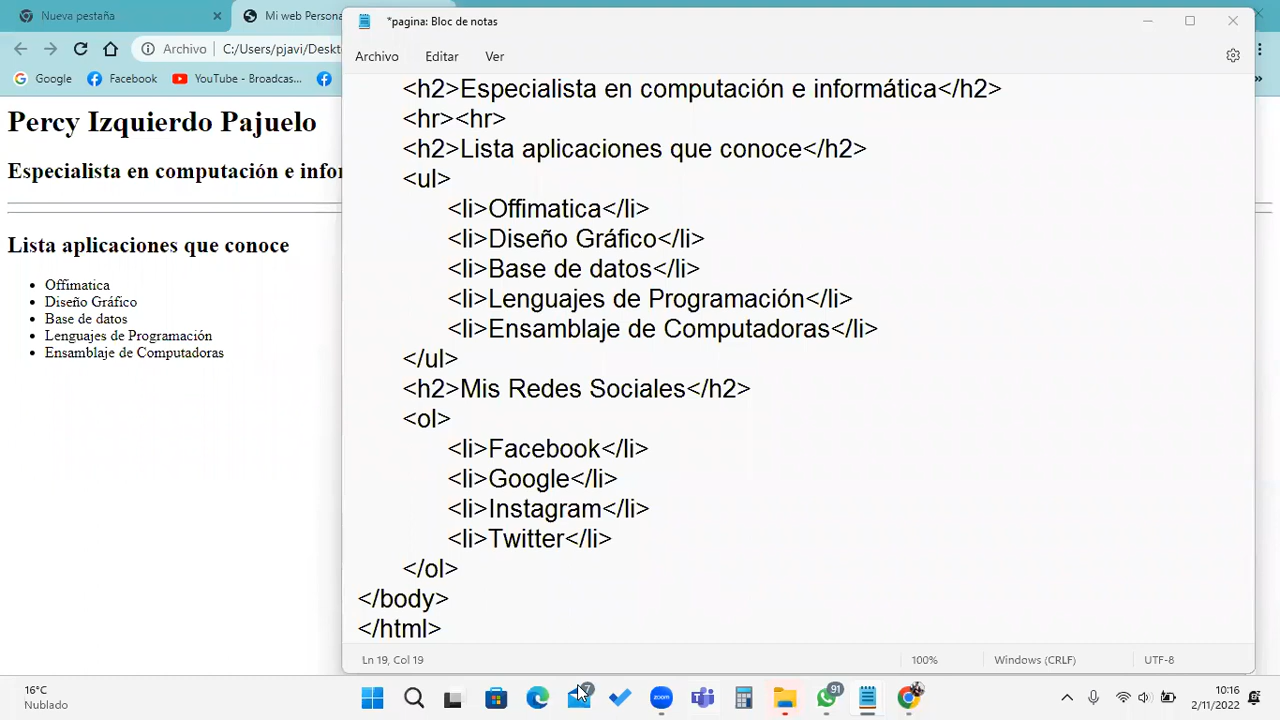 Nueva pestaña
Mi web Persona
*pagina: Bloc de notas
Archivo
C:/Users/pjavi/Deskt
Archivo
Editar
Ver
Google
Facebook
YouTube - Broadcas...
Percy Izquierdo Pajuelo
Especialista en computación e infor
Lista aplicaciones que conoce
Offimatica
Diseño Gráfico
Base de datos
Lenguajes de Programación
Ensamblaje de Computadoras
<h2>Especialista en computación e informática</h2>
<hr><hr>
<h2>Lista aplicaciones que conoce</h2>
<ul>
<li>Offimatica</li>
<li>Diseño Gráfico</li>
<li>Base de datos</li>
<li>Lenguajes de Programación</li>
<li>Ensamblaje de Computadoras</li>
</ul>
<h2>Mis Redes Sociales</h2>
<ol>
<li>Facebook</li>
<li>Google</li>
<li>Instagram</li>
<li>Twitter</li>
</ol>
</body>
</html>
Ln 19, Col 19
100%
Windows (CRLF)
UTF-8
16°C
Nublado
zoom
91
10:16
2/11/2022